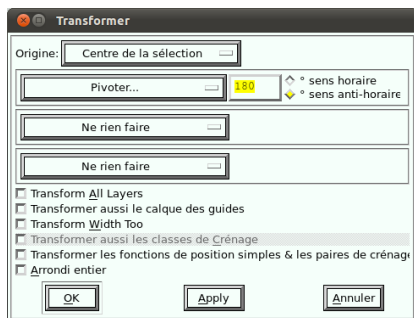 Transformer
Origine: Centre de la sélection
Pivoter... 180 ° sens horaire
° sens anti-horaire
Ne rien faire
Ne rien faire
Transform All Layers
Transformer aussi le calque des guides
Transform Width Too
Transformer aussi les classes de Crénage
Transformer les fonctions de position simples & les paires de crénage
Arrondi entier
OK Apply Annuler